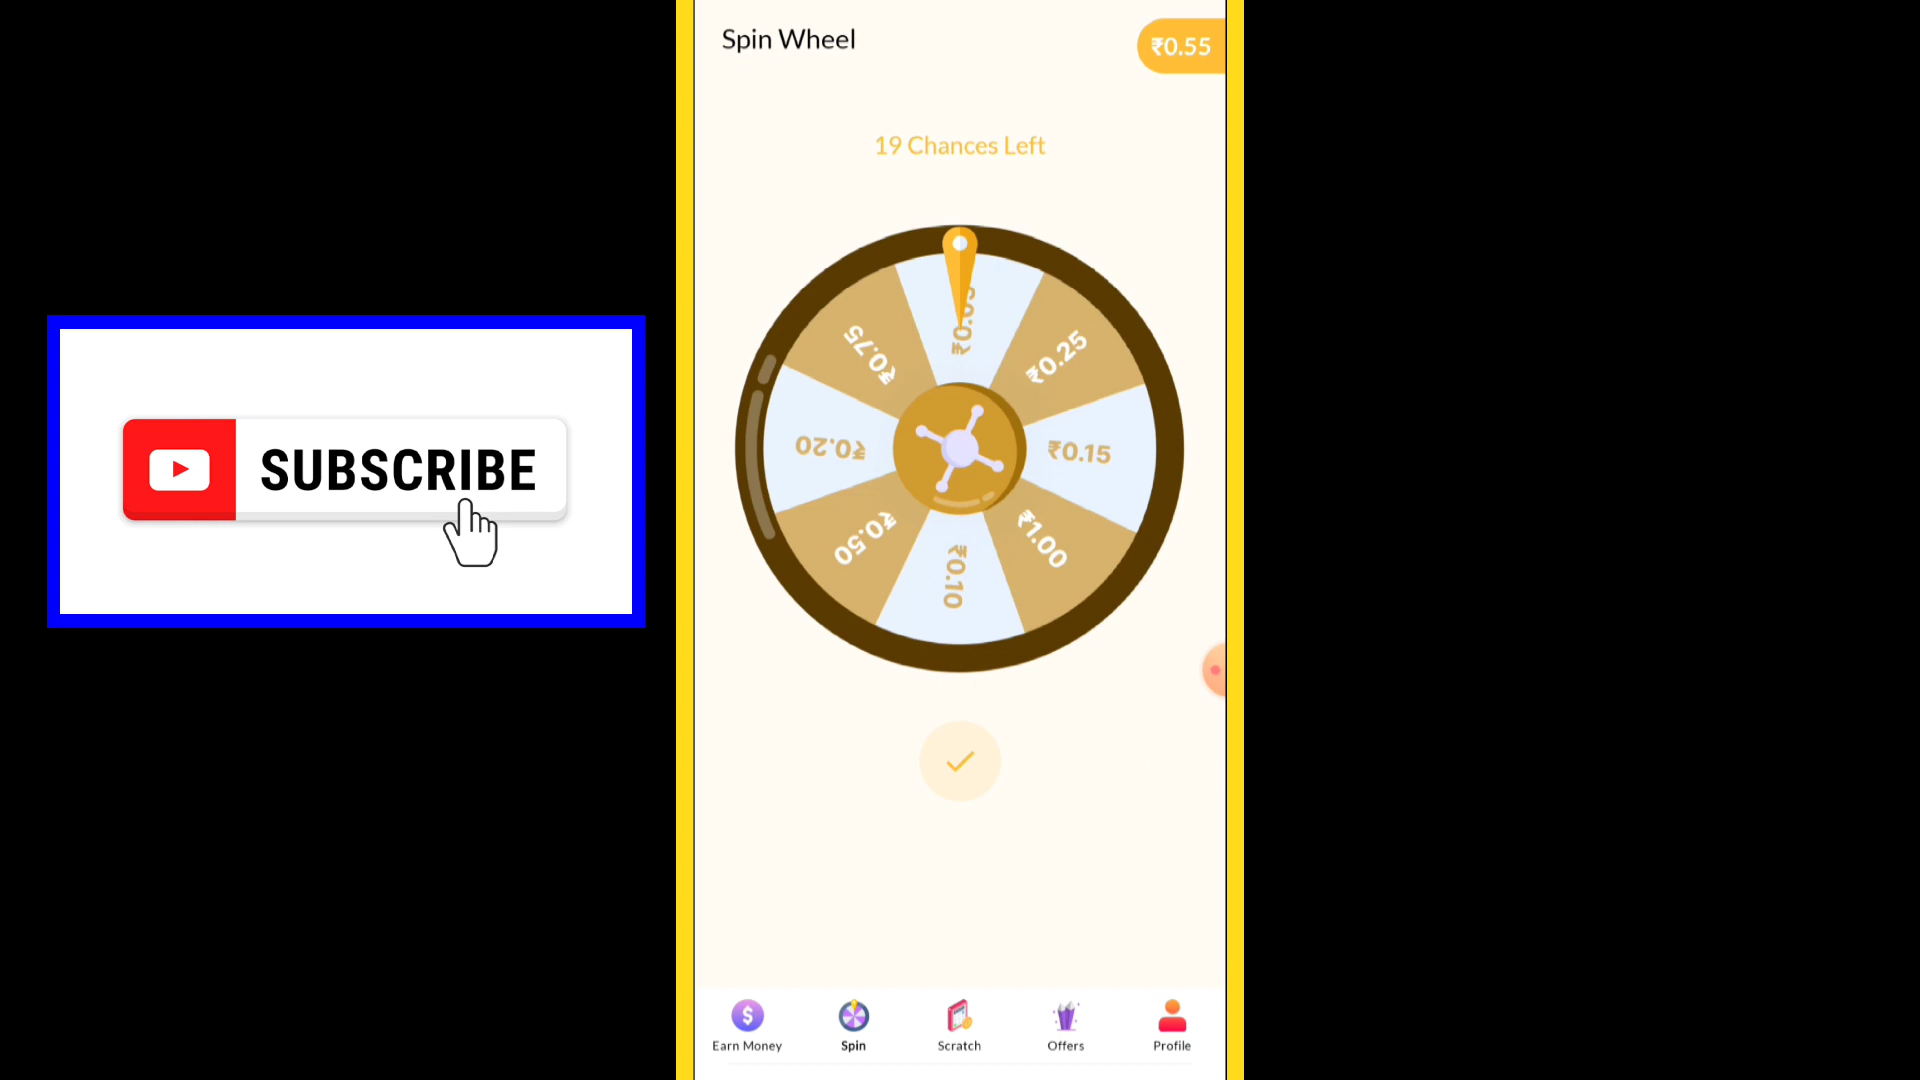 Spin Wheel
₹0.55
19 Chances Left
₹0.75
₹0.25
₹0.20
₹0.15
₹0.50
₹1.00
₹0.10
SUBSCRIBE
Earn Money
Spin
Scratch
Offers
Profile